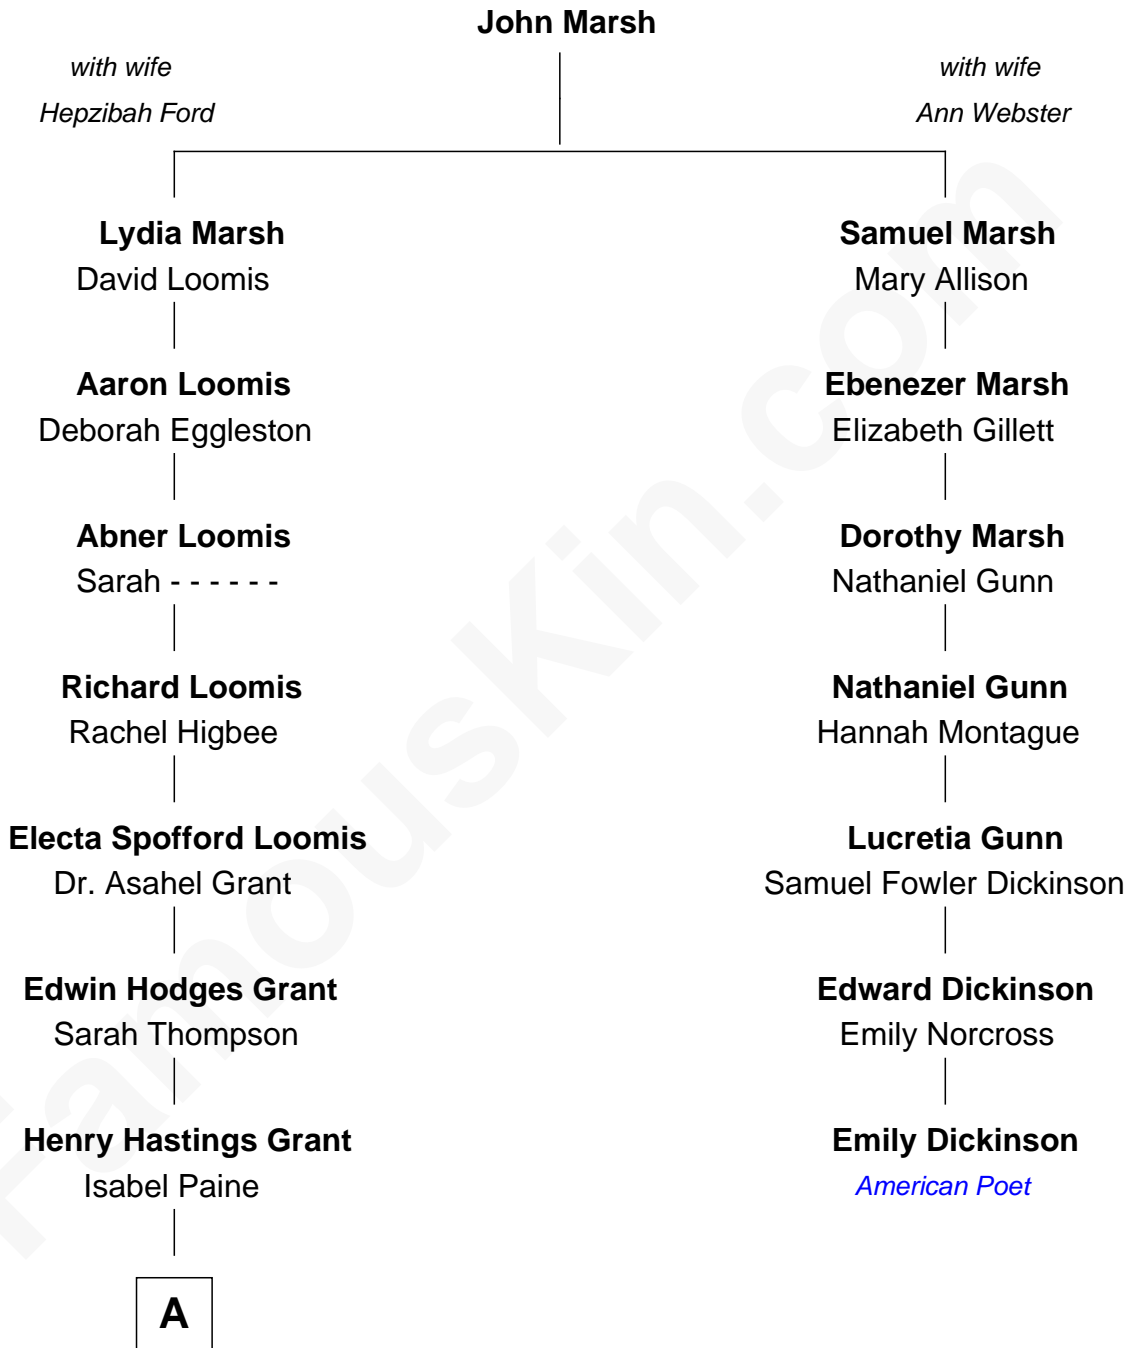 John Marsh
with wife
Hepzibah Ford
with wife
Ann Webster
Lydia Marsh
David Loomis
Samuel Marsh
Mary Allison
Aaron Loomis
Deborah Eggleston
Ebenezer Marsh
Elizabeth Gillett
Abner Loomis
Sarah - - - - - -
Dorothy Marsh
Nathaniel Gunn
Richard Loomis
Rachel Higbee
Nathaniel Gunn
Hannah Montague
Electa Spofford Loomis
Dr. Asahel Grant
Lucretia Gunn
Samuel Fowler Dickinson
Edwin Hodges Grant
Sarah Thompson
Edward Dickinson
Emily Norcross
Henry Hastings Grant
Isabel Paine
Emily Dickinson
American Poet
A
FamousKin.com